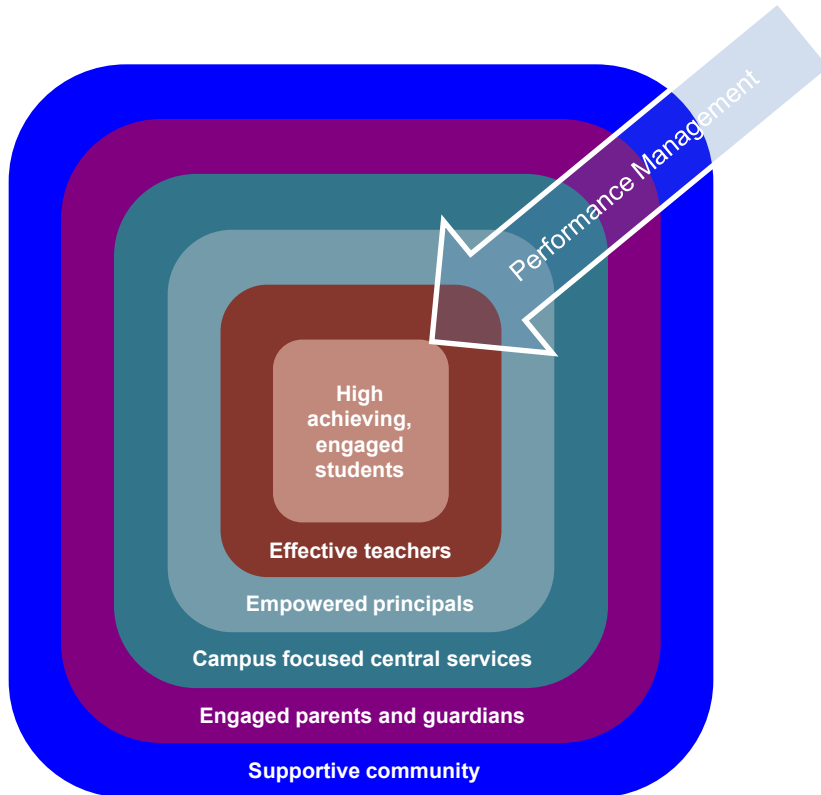 Performance Management
High
achieving,
engaged
students
Effective teachers
Empowered principals
Campus focused central services
Engaged parents and guardians
Supportive community